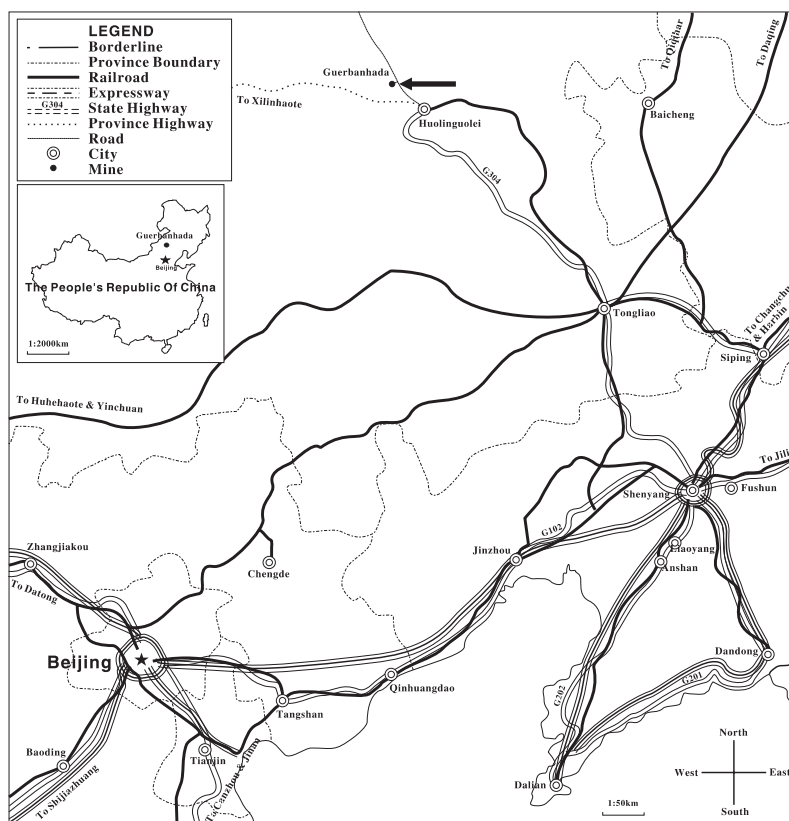 LEGEND
Borderline
Province Boundary
Railroad
Expressway
G304
State Highway
Province Highway
Road
City
Mine
Guerbanhada
Beijing
The People's Republic Of China
1:2000km
Guerbanhada
To Xilinhaote
Huolinguolei
G304
To Qiqihar
To Daqing
Baicheng
Tongliao
To Changchu
& Harbin
Siping
To Huhehaote & Yinchuan
To Jili
Shenyang
Fushun
G102
Zhangjiakou
Jinzhou
Liaoyang
Anshan
Chengde
To Datong
Beijing
Dandong
G201
Qinhuangdao
G202
Tangshan
Baoding
Tianjin
To Shijiazhuang
To Canzhou & Jinan
Dalian
North
West
East
South
1:50km